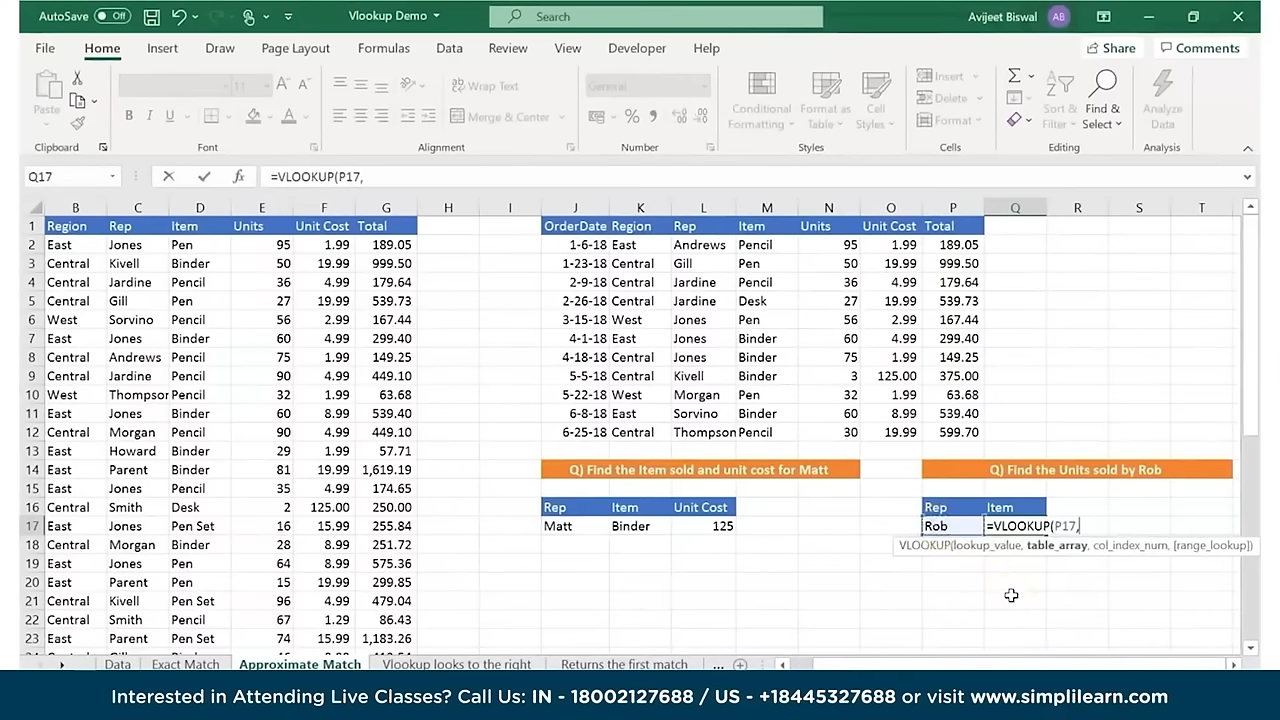 AutoSave Off Vlookup Demo Search Avijeet Biswal AB
File Home Insert Draw Page Layout Formulas Data Review View Developer Help Share Comments
Paste 11 A A Wrap Text General Conditional Formatting Format as Table Cell Styles Insert Delete Format Sort & Filter Find & Select Analyze Data
B I U A Merge & Center % 
Clipboard Font Alignment Number Styles Cells Editing Analysis
Q17 fx =VLOOKUP(P17,
B C D E F G H I J K L M N O P Q R S T
1 Region Rep Item Units Unit Cost Total OrderDate Region Rep Item Units Unit Cost Total
2 East Jones Pen 95 1.99 189.05 1-6-18 East Andrews Pencil 95 1.99 189.05
3 Central Kivell Binder 50 19.99 999.50 1-23-18 Central Gill Pen 50 19.99 999.50
4 Central Jardine Pencil 36 4.99 179.64 2-9-18 Central Jardine Pencil 36 4.99 179.64
5 Central Gill Pen 27 19.99 539.73 2-26-18 Central Jardine Desk 27 19.99 539.73
6 West Sorvino Pencil 56 2.99 167.44 3-15-18 West Jones Pen 56 2.99 167.44
7 East Jones Binder 60 4.99 299.40 4-1-18 East Jones Binder 60 4.99 299.40
8 Central Andrews Pencil 75 1.99 149.25 4-18-18 Central Jones Binder 75 1.99 149.25
9 Central Jardine Pencil 90 4.99 449.10 5-5-18 Central Kivell Binder 3 125.00 375.00
10 West Thompsor Pencil 32 1.99 63.68 5-22-18 West Morgan Pen 32 1.99 63.68
11 East Jones Binder 60 8.99 539.40 6-8-18 East Sorvino Binder 60 8.99 539.40
12 Central Morgan Pencil 90 4.99 449.10 6-25-18 Central Thompson Pencil 30 19.99 599.70
13 East Howard Binder 29 1.99 57.71
14 East Parent Binder 81 19.99 1,619.19 Q) Find the Item sold and unit cost for Matt Q) Find the Units sold by Rob
15 East Jones Pencil 35 4.99 174.65
16 Central Smith Desk 2 125.00 250.00 Rep Item Unit Cost Rep Item
17 East Jones Pen Set 16 15.99 255.84 Matt Binder 125 Rob =VLOOKUP(P17,
18 Central Morgan Binder 28 8.99 251.72 VLOOKUP(lookup_value, table_array, col_index_num, [range_lookup])
19 East Jones Pen 64 8.99 575.36
20 East Parent Pen 15 19.99 299.85
21 Central Kivell Pen Set 96 4.99 479.04
22 Central Smith Pencil 67 1.29 86.43
23 East Parent Pen Set 74 15.99 1,183.26
Data Exact Match Approximate Match Vlookup looks to the right Returns the first match ...
Interested in Attending Live Classes? Call Us: IN - 18002127688 / US - +18445327688 or visit www.simplilearn.com